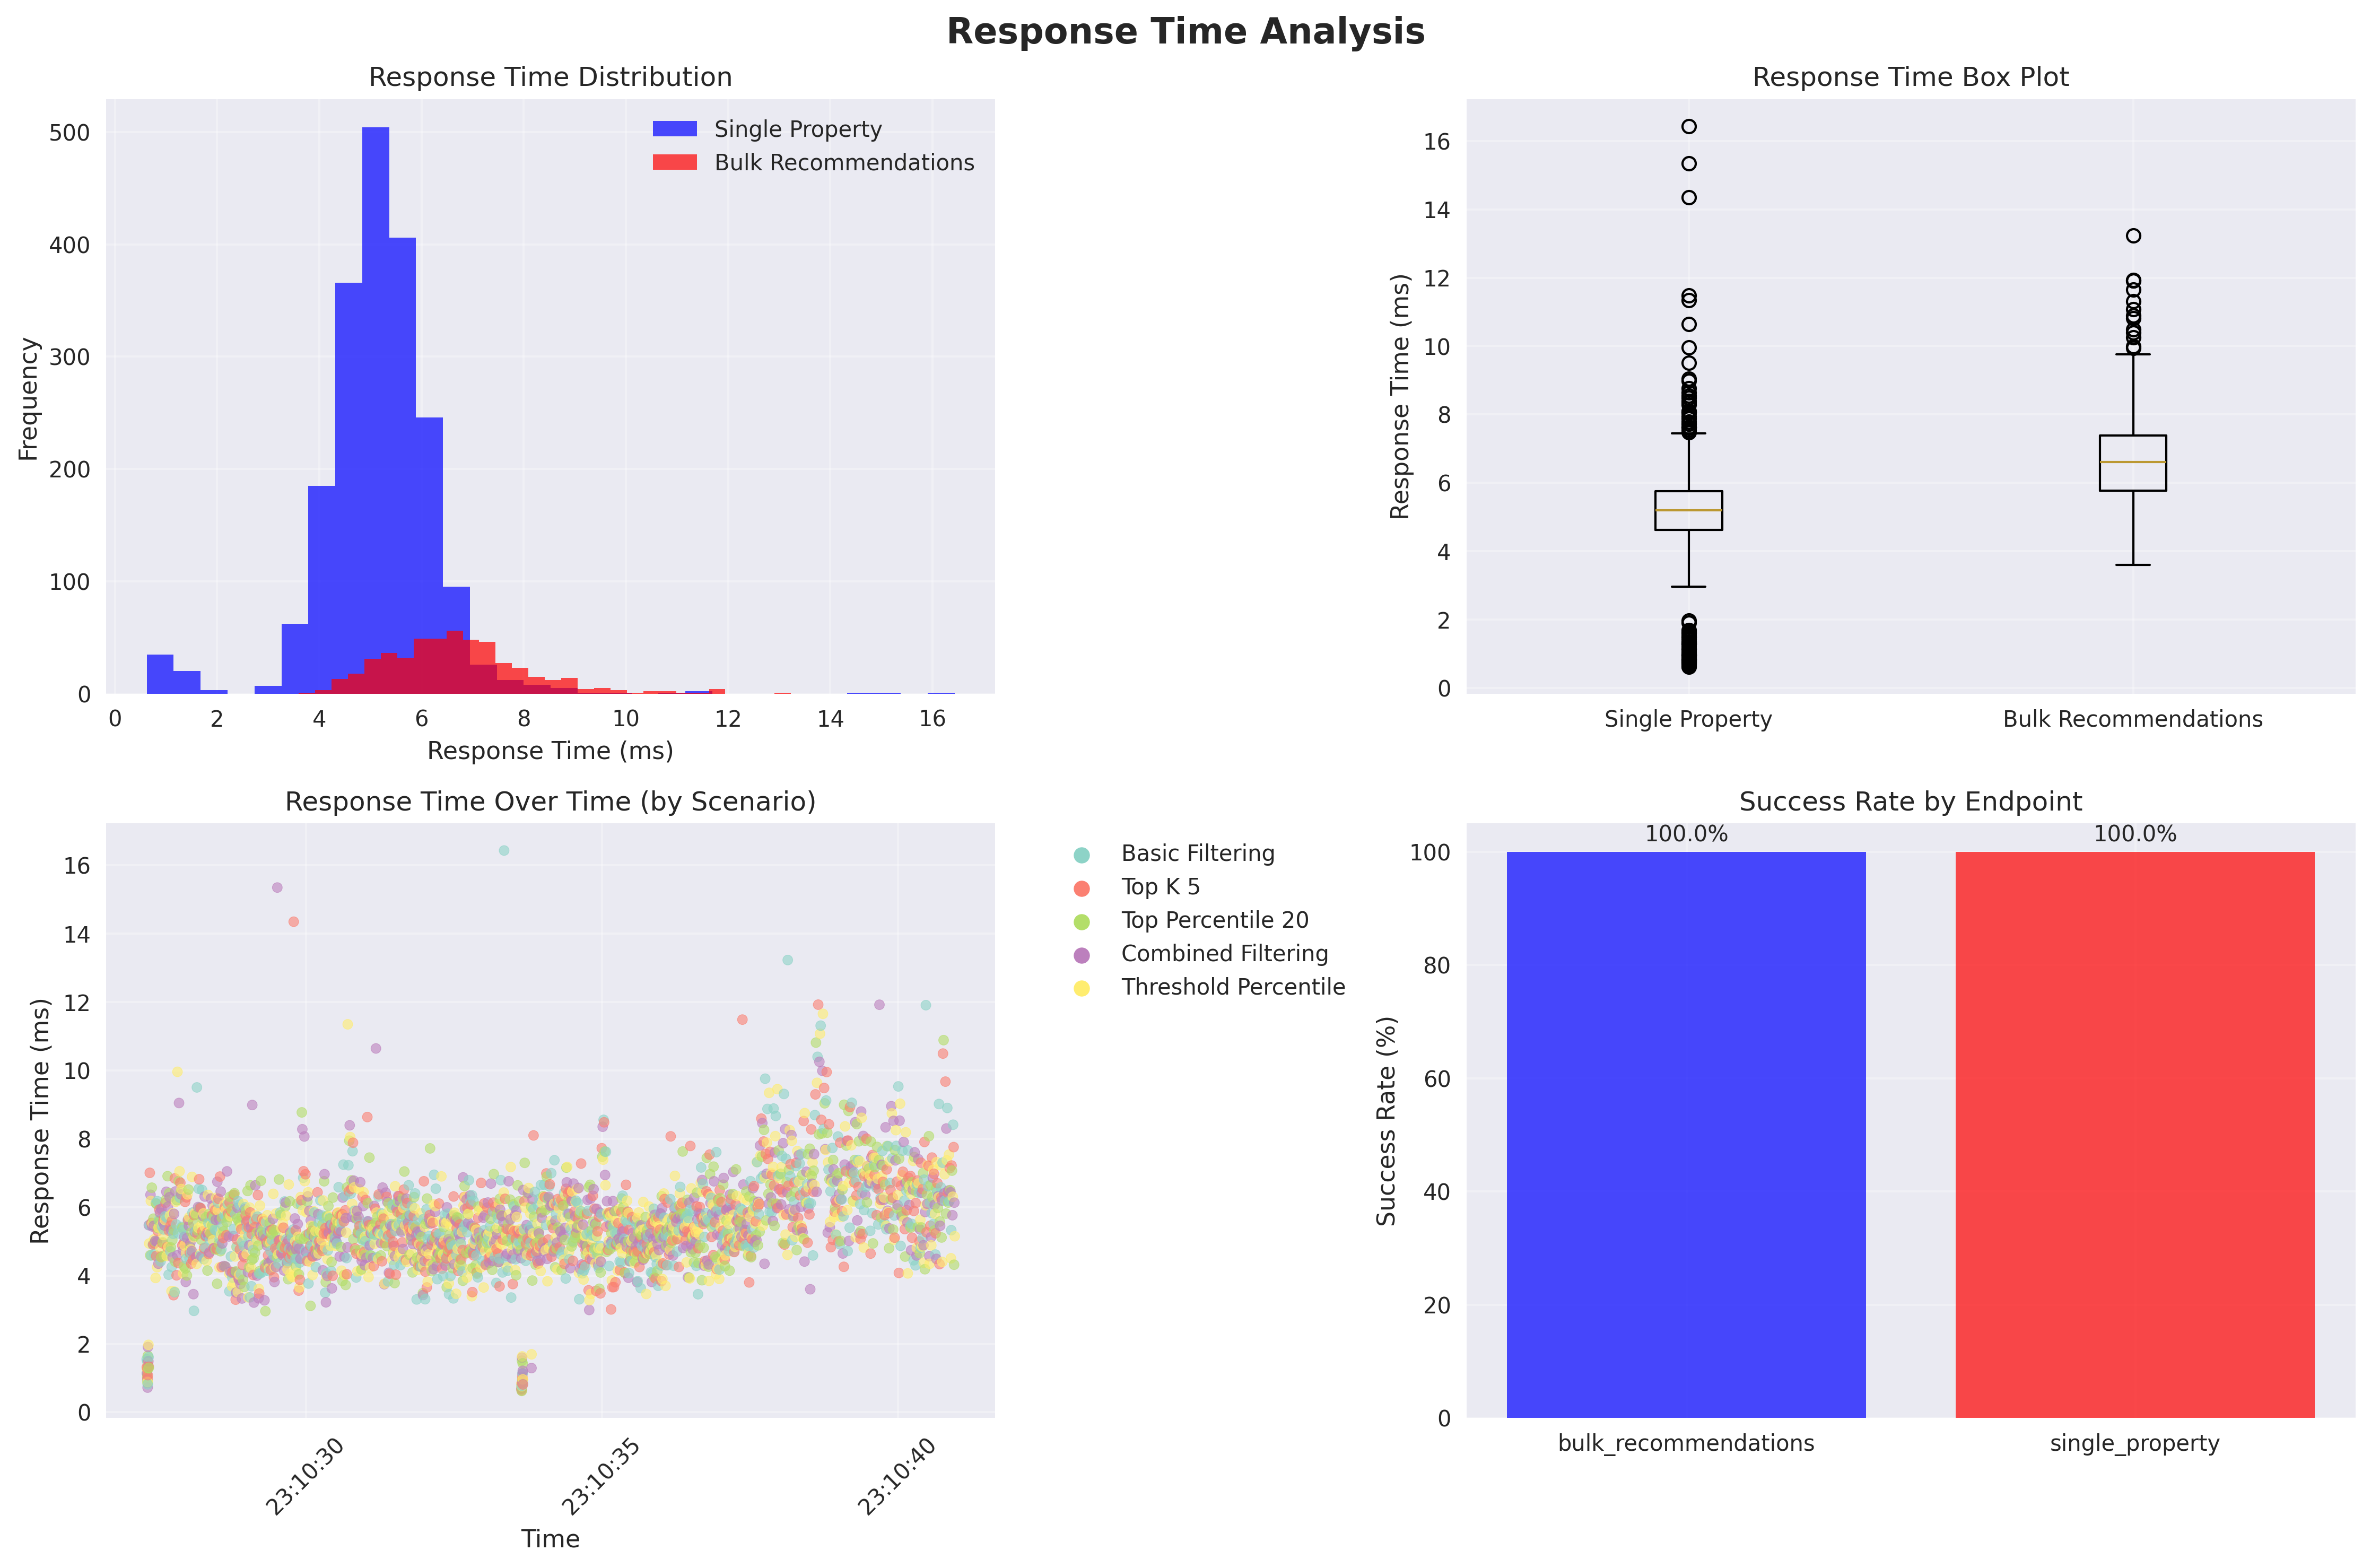 Response Time Analysis
Response Time Distribution
500
400
300
200
100
0
Frequency
Single Property
Bulk Recommendations
0 2 4 6 8 10 12 14 16
Response Time (ms)
Response Time Box Plot
16
14
12
10
8
6
4
2
0
Response Time (ms)
Single Property Bulk Recommendations
Response Time Over Time (by Scenario)
16
14
12
10
8
6
4
2
0
Response Time (ms)
23:10:30 23:10:35 23:10:40
Time
Basic Filtering
Top K 5
Top Percentile 20
Combined Filtering
Threshold Percentile
Success Rate by Endpoint
100.0% 100.0%
100
80
60
40
20
0
Success Rate (%)
bulk_recommendations single_property